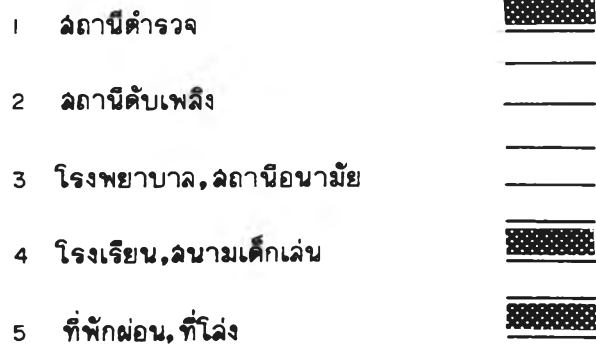 1 สถานีตำรวจ
2 สถานีดับเพลิง
3 โรงพยาบาล,สถานีอนามัย
4 โรงเรียน,สนามเด็กเล่น
5 ที่พักผ่อน,ที่โล่ง